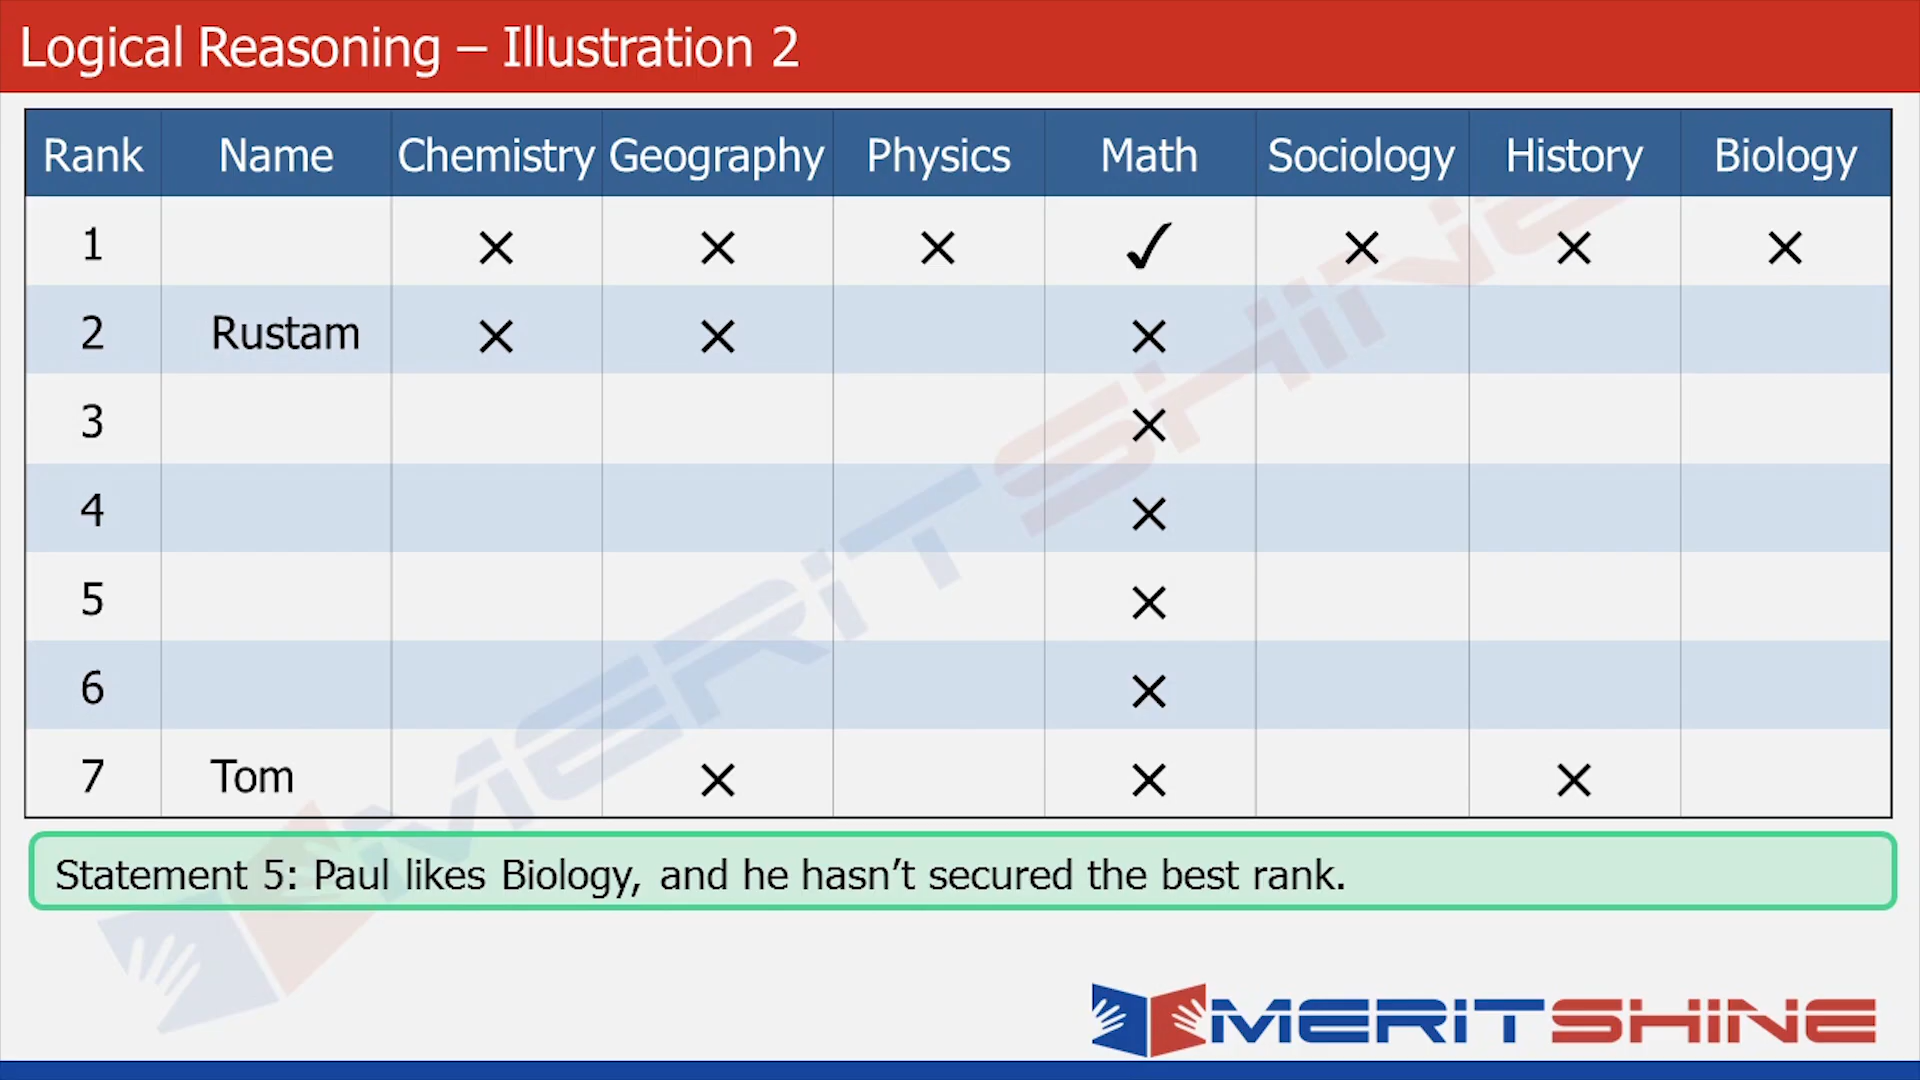 Logical Reasoning – Illustration 2
Rank Name Chemistry Geography Physics Math Sociology History Biology
1 × × × ✓ × × ×
2 Rustam × × ×
3 ×
4 ×
5 ×
6 ×
7 Tom × × ×
Statement 5: Paul likes Biology, and he hasn't secured the best rank.
MERITSHINE
MERITSHINE